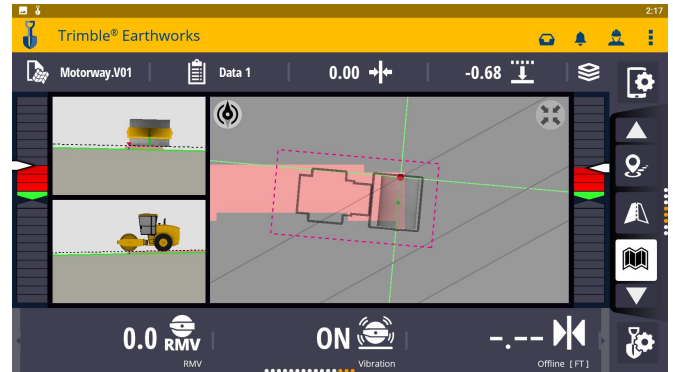 2:17
Trimble® Earthworks
Motorway.V01
Data 1
0.00
-0.68
0.0 RMV
RMV
ON
Vibration
-.--
Offline [FT]